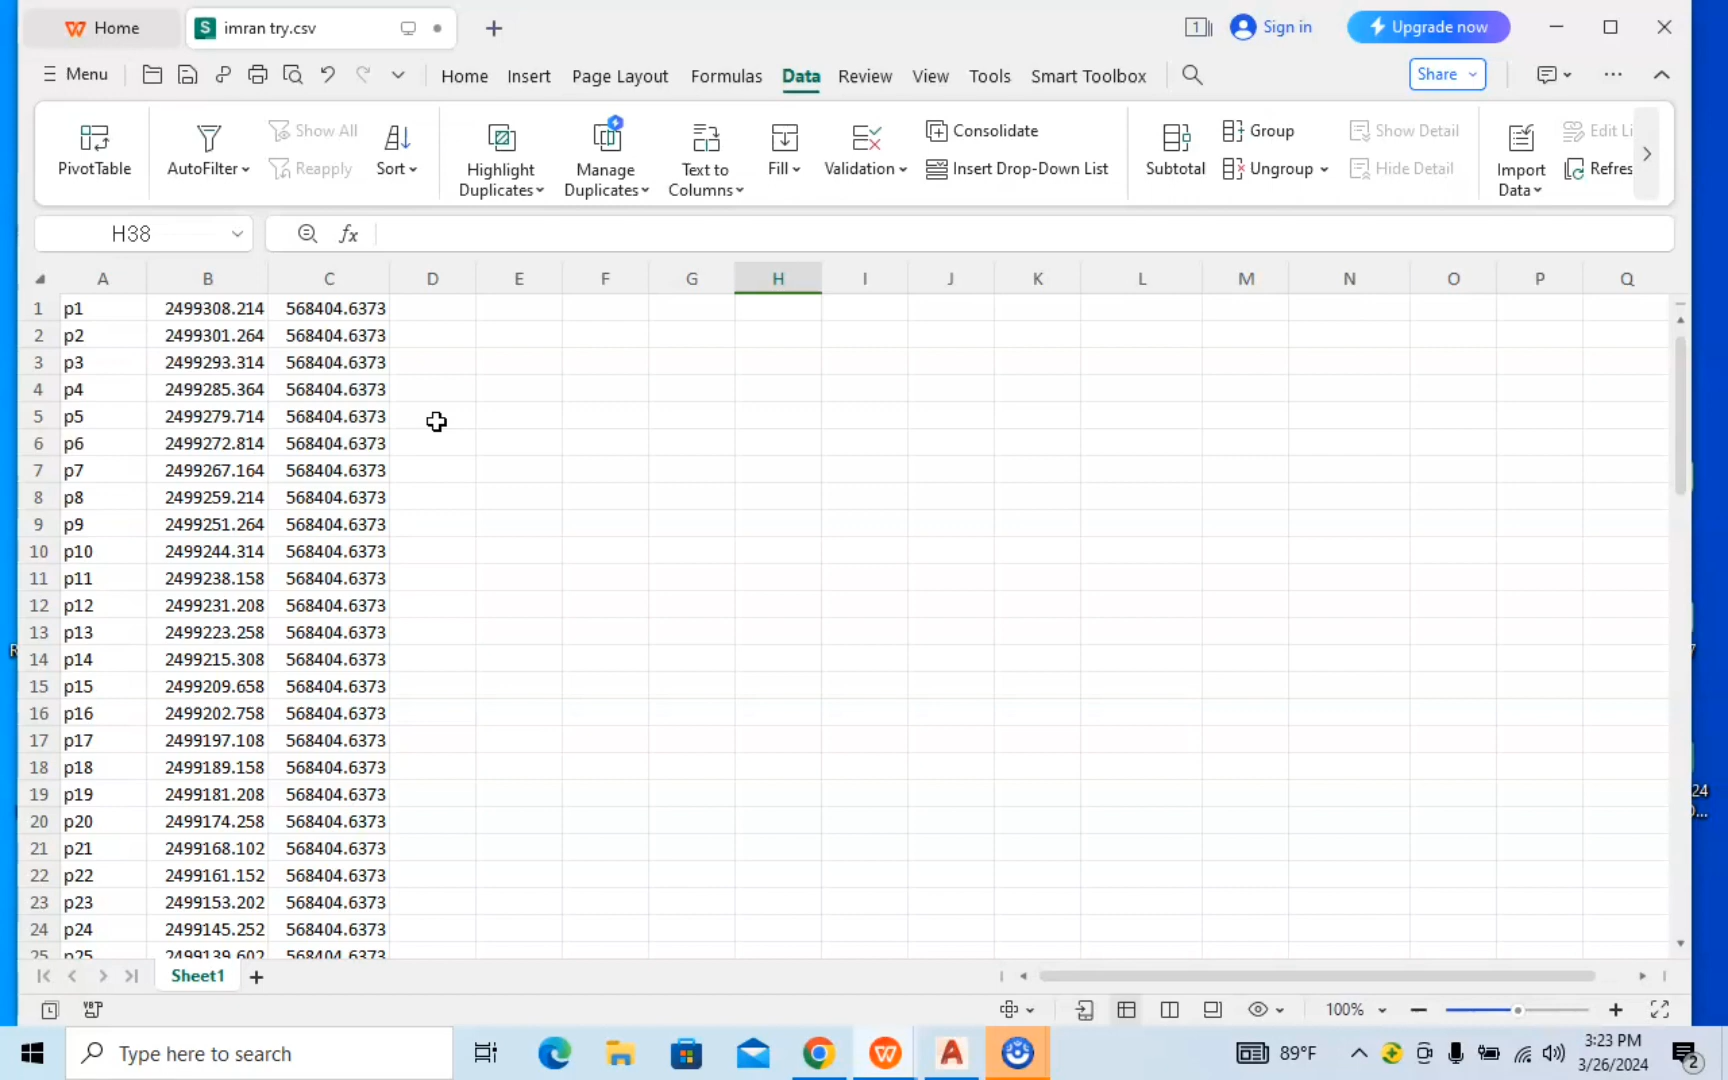 Home
imran try.csv
Sign in
Upgrade now
Menu
Home Insert Page Layout Formulas Data Review View Tools Smart Toolbox
Share
PivotTable
AutoFilter
Show All
Reapply
Sort
Highlight Duplicates
Manage Duplicates
Text to Columns
Fill
Validation
Consolidate
Insert Drop-Down List
Subtotal
Group
Ungroup
Show Detail
Hide Detail
Import Data
Edit Li
Refres
H38
fx
A B C D E F G H I J K L M N O P Q
1 p1 2499308.214 568404.6373
2 p2 2499301.264 568404.6373
3 p3 2499293.314 568404.6373
4 p4 2499285.364 568404.6373
5 p5 2499279.714 568404.6373
6 p6 2499272.814 568404.6373
7 p7 2499267.164 568404.6373
8 p8 2499259.214 568404.6373
9 p9 2499251.264 568404.6373
10 p10 2499244.314 568404.6373
11 p11 2499238.158 568404.6373
12 p12 2499231.208 568404.6373
13 p13 2499223.258 568404.6373
14 p14 2499215.308 568404.6373
15 p15 2499209.658 568404.6373
16 p16 2499202.758 568404.6373
17 p17 2499197.108 568404.6373
18 p18 2499189.158 568404.6373
19 p19 2499181.208 568404.6373
20 p20 2499174.258 568404.6373
21 p21 2499168.102 568404.6373
22 p22 2499161.152 568404.6373
23 p23 2499153.202 568404.6373
24 p24 2499145.252 568404.6373
25 p25 2499139.602 568404.6373
Sheet1
100%
Type here to search
89°F
3:23 PM
3/26/2024
2